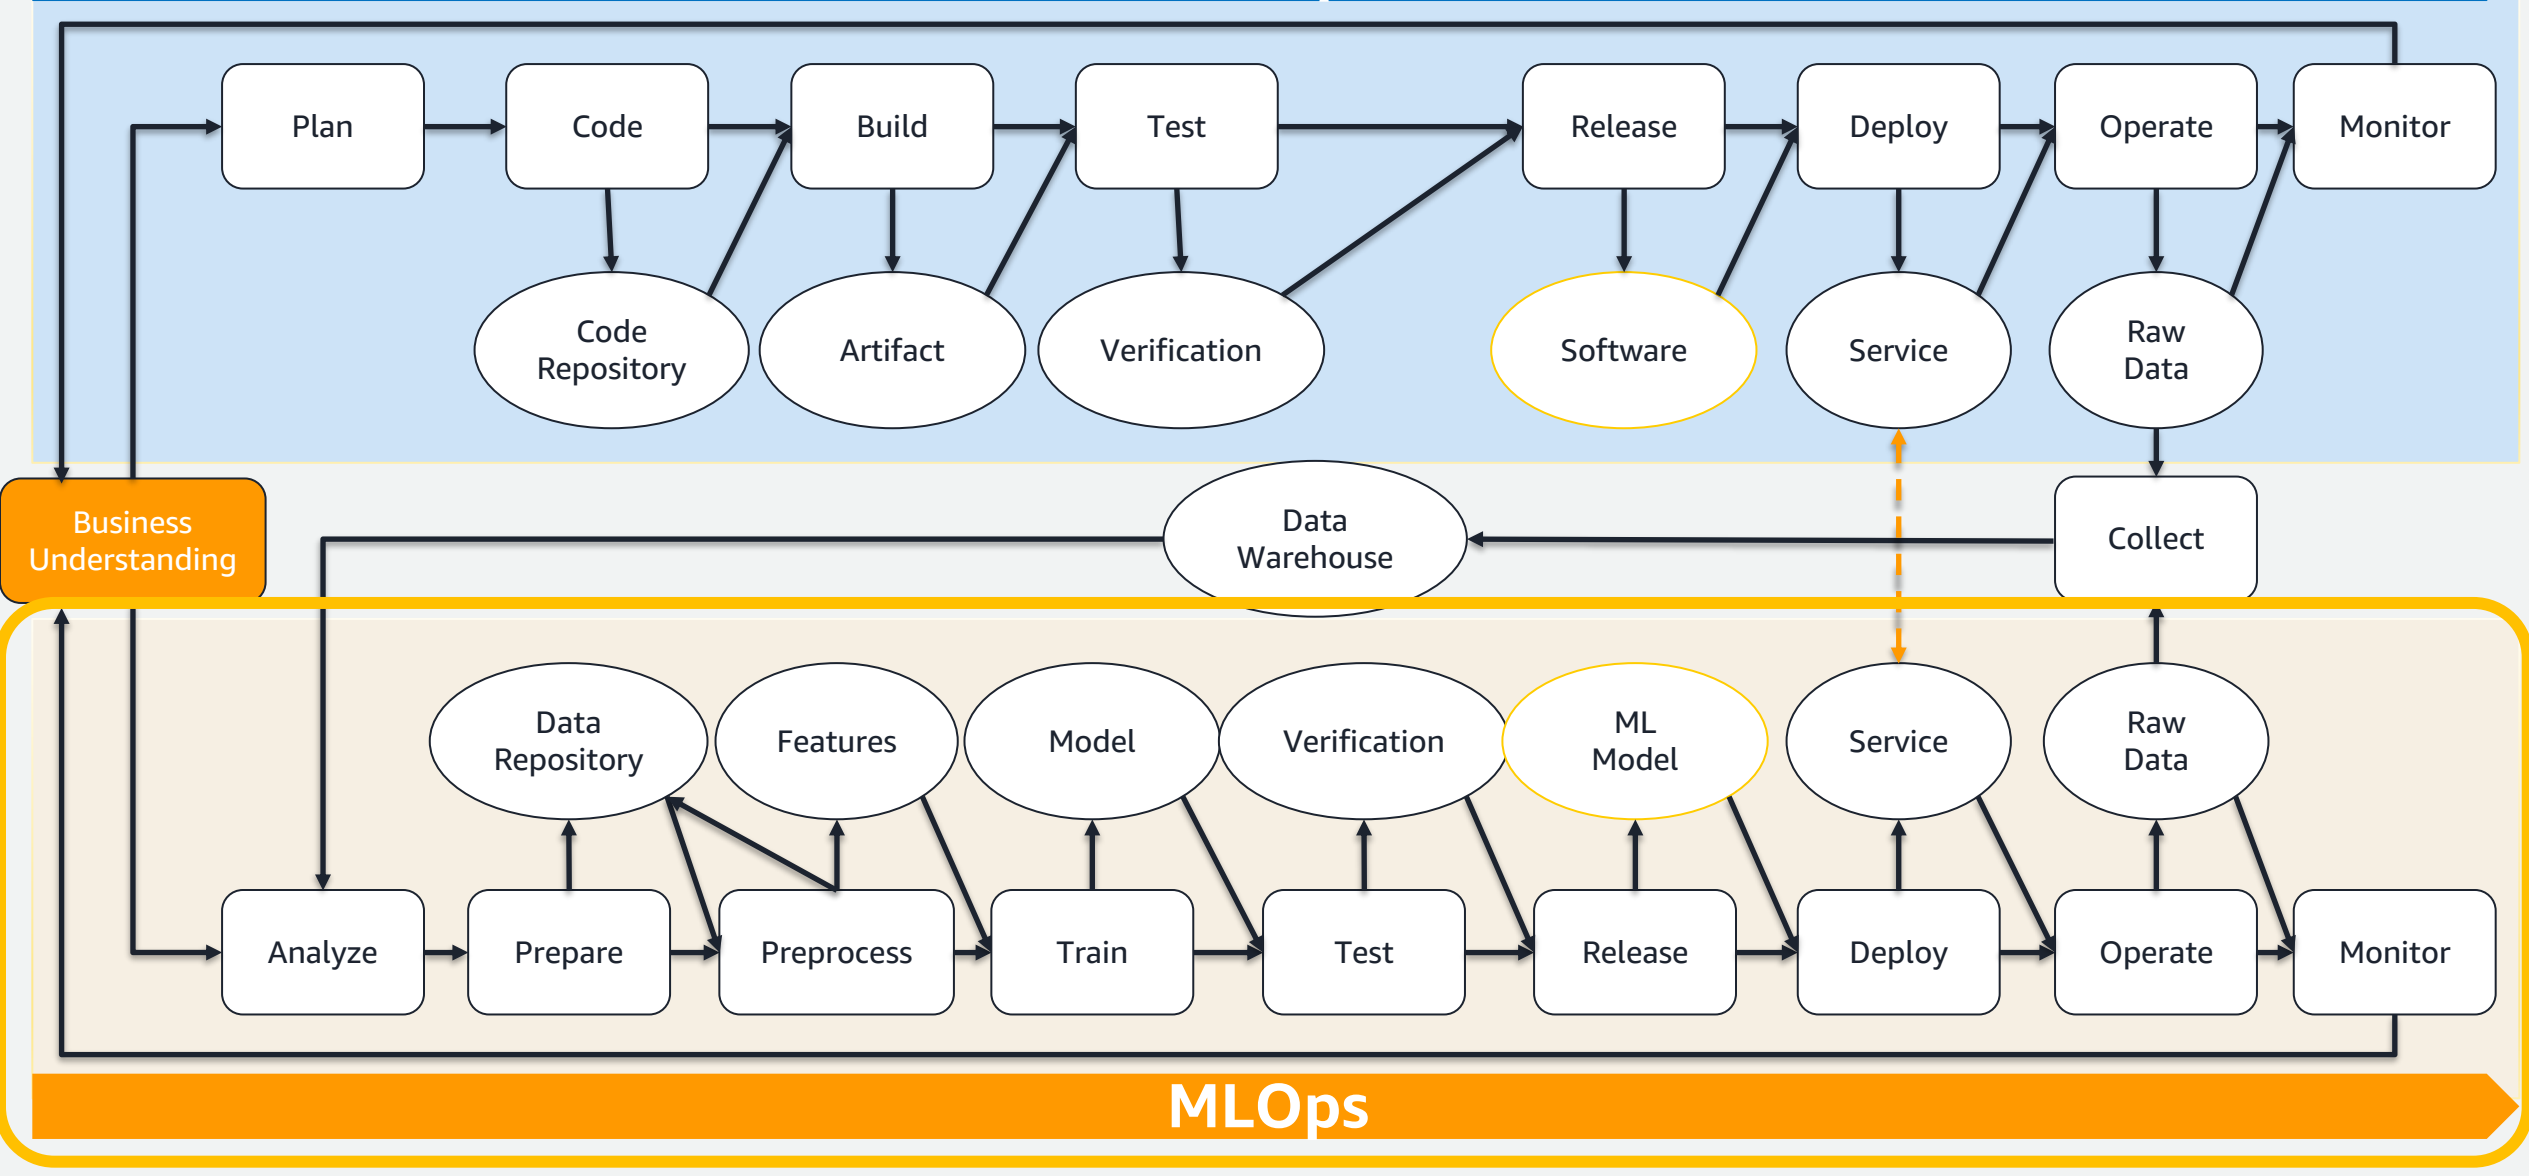 Plan
Code
Build
Test
Release
Deploy
Operate
Monitor
Code
Repository
Artifact
Verification
Software
Service
Raw
Data
Business
Understanding
Data
Warehouse
Collect
Data
Repository
Features
Model
Verification
ML
Model
Service
Raw
Data
Analyze
Prepare
Preprocess
Train
Test
Release
Deploy
Operate
Monitor
MLOps